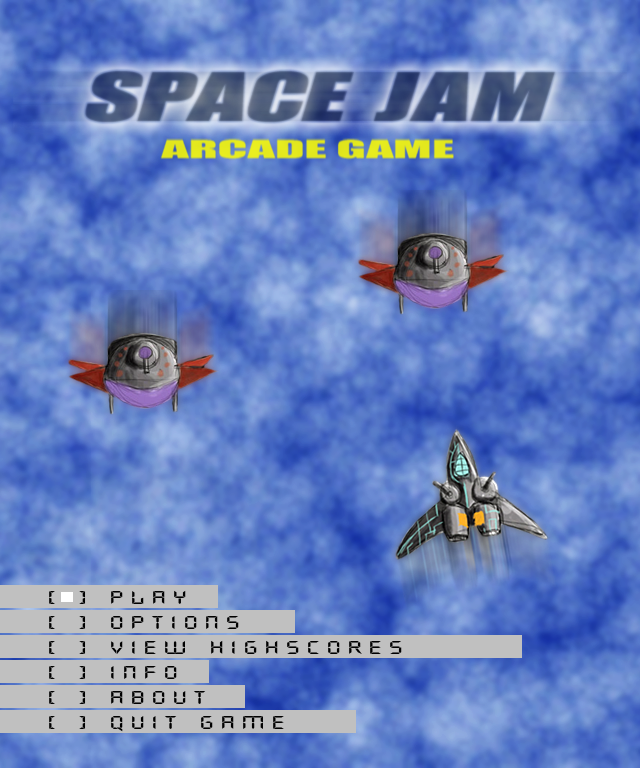 SPACE JAM
ARCADE GAME
[ ] PLAY
[ ] OPTIONS
[ ] VIEW HIGHSCORES
[ ] INFO
[ ] ABOUT
[ ] QUIT GAME